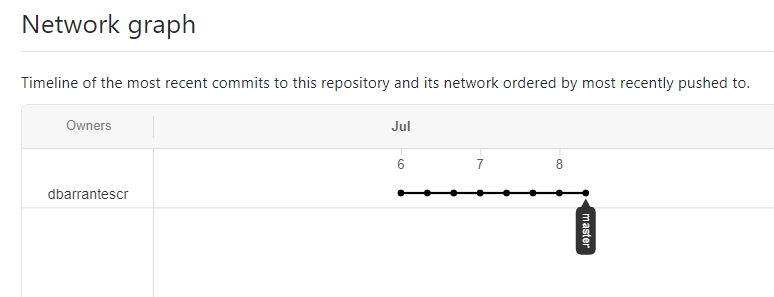 Network graph
Timeline of the most recent commits to this repository and its network ordered by most recently pushed to.
Owners
Jul
6 7 8
dbarrantescr
master